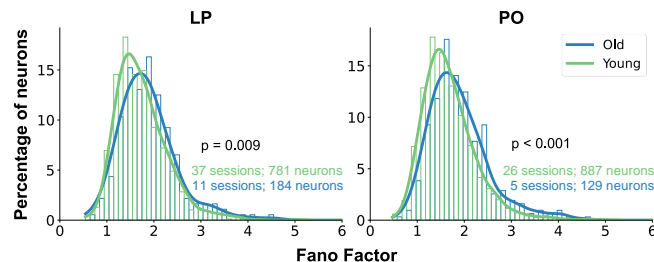 LP
PO
Percentage of neurons
15
10
5
0
0 1 2 3 4 5 6
p = 0.009
37 sessions; 781 neurons
11 sessions; 184 neurons
15
10
5
0
0 1 2 3 4 5 6
Old
Young
p < 0.001
26 sessions; 887 neurons
5 sessions; 129 neurons
Fano Factor